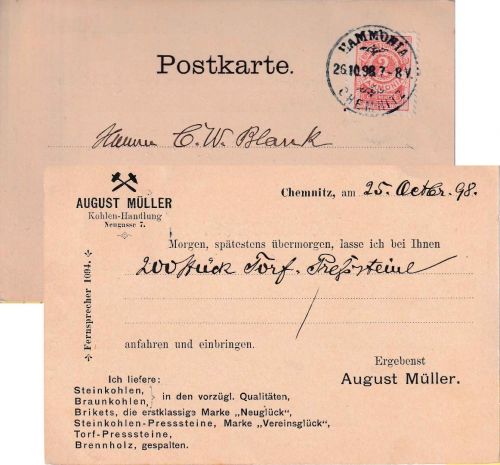 Postkarte.
HAMMONIA
26.10.98.7-8V.
CHEMNITZ
2
Herrn C. W. Blank
AUGUST MÜLLER
Kohlen-Handlung
Neugasse 7.
Fernsprecher 1094.
Chemnitz, am 25. Octbr. 98.
Morgen, spätestens übermorgen, lasse ich bei Ihnen
200 Stück Torf-Preßsteine
anfahren und einbringen.
Ergebenst
August Müller.
Ich liefere:
Steinkohlen,
Braunkohlen,
in den vorzügl. Qualitäten,
Brikets, die erstklassige Marke „Neuglück",
Steinkohlen-Presssteine, Marke „Vereinsglück",
Torf-Presssteine,
Brennholz, gespalten.